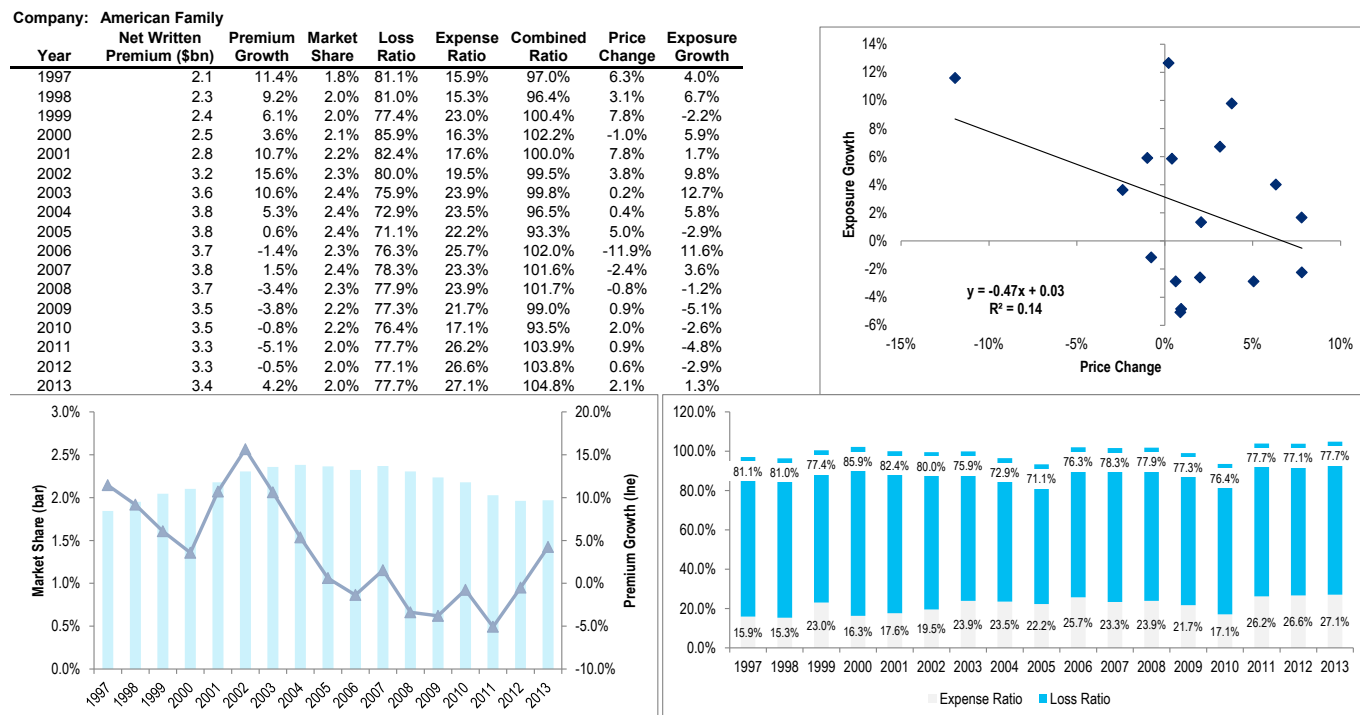 Company: American Family
Net Written Premium Market Loss Expense Combined Price Exposure
Year Premium ($bn) Growth Share Ratio Ratio Ratio Change Growth
1997 2.1 11.4% 1.8% 81.1% 15.9% 97.0% 6.3% 4.0%
1998 2.3 9.2% 2.0% 81.0% 15.3% 96.4% 3.1% 6.7%
1999 2.4 6.1% 2.0% 77.4% 23.0% 100.4% 7.8% -2.2%
2000 2.5 3.6% 2.1% 85.9% 16.3% 102.2% -1.0% 5.9%
2001 2.8 10.7% 2.2% 82.4% 17.6% 100.0% 7.8% 1.7%
2002 3.2 15.6% 2.3% 80.0% 19.5% 99.5% 3.8% 9.8%
2003 3.6 10.6% 2.4% 75.9% 23.9% 99.8% 0.2% 12.7%
2004 3.8 5.3% 2.4% 72.9% 23.5% 96.5% 0.4% 5.8%
2005 3.8 0.6% 2.4% 71.1% 22.2% 93.3% 5.0% -2.9%
2006 3.7 -1.4% 2.3% 76.3% 25.7% 102.0% -11.9% 11.6%
2007 3.8 1.5% 2.4% 78.3% 23.3% 101.6% -2.4% 3.6%
2008 3.7 -3.4% 2.3% 77.9% 23.9% 101.7% -0.8% -1.2%
2009 3.5 -3.8% 2.2% 77.3% 21.7% 99.0% 0.9% -5.1%
2010 3.5 -0.8% 2.2% 76.4% 17.1% 93.5% 2.0% -2.6%
2011 3.3 -5.1% 2.0% 77.7% 26.2% 103.9% 0.9% -4.8%
2012 3.3 -0.5% 2.0% 77.1% 26.6% 103.8% 0.6% -2.9%
2013 3.4 4.2% 2.0% 77.7% 27.1% 104.8% 2.1% 1.3%
14%
12%
10%
8%
6%
4%
2%
0%
-2%
-4%
-6%
Exposure Growth
y = -0.47x + 0.03
R² = 0.14
-15% -10% -5% 0% 5% 10%
Price Change
3.0%
2.5%
2.0%
1.5%
1.0%
0.5%
0.0%
Market Share (bar)
20.0%
15.0%
10.0%
5.0%
0.0%
-5.0%
-10.0%
Premium Growth (lne)
1997 1998 1999 2000 2001 2002 2003 2004 2005 2006 2007 2008 2009 2010 2011 2012 2013
120.0%
100.0%
80.0%
60.0%
40.0%
20.0%
0.0%
81.1% 81.0% 77.4% 85.9% 82.4% 80.0% 75.9% 72.9% 71.1% 76.3% 78.3% 77.9% 77.3% 76.4% 77.7% 77.1% 77.7%
15.9% 15.3% 23.0% 16.3% 17.6% 19.5% 23.9% 23.5% 22.2% 25.7% 23.3% 23.9% 21.7% 17.1% 26.2% 26.6% 27.1%
1997 1998 1999 2000 2001 2002 2003 2004 2005 2006 2007 2008 2009 2010 2011 2012 2013
Expense Ratio Loss Ratio